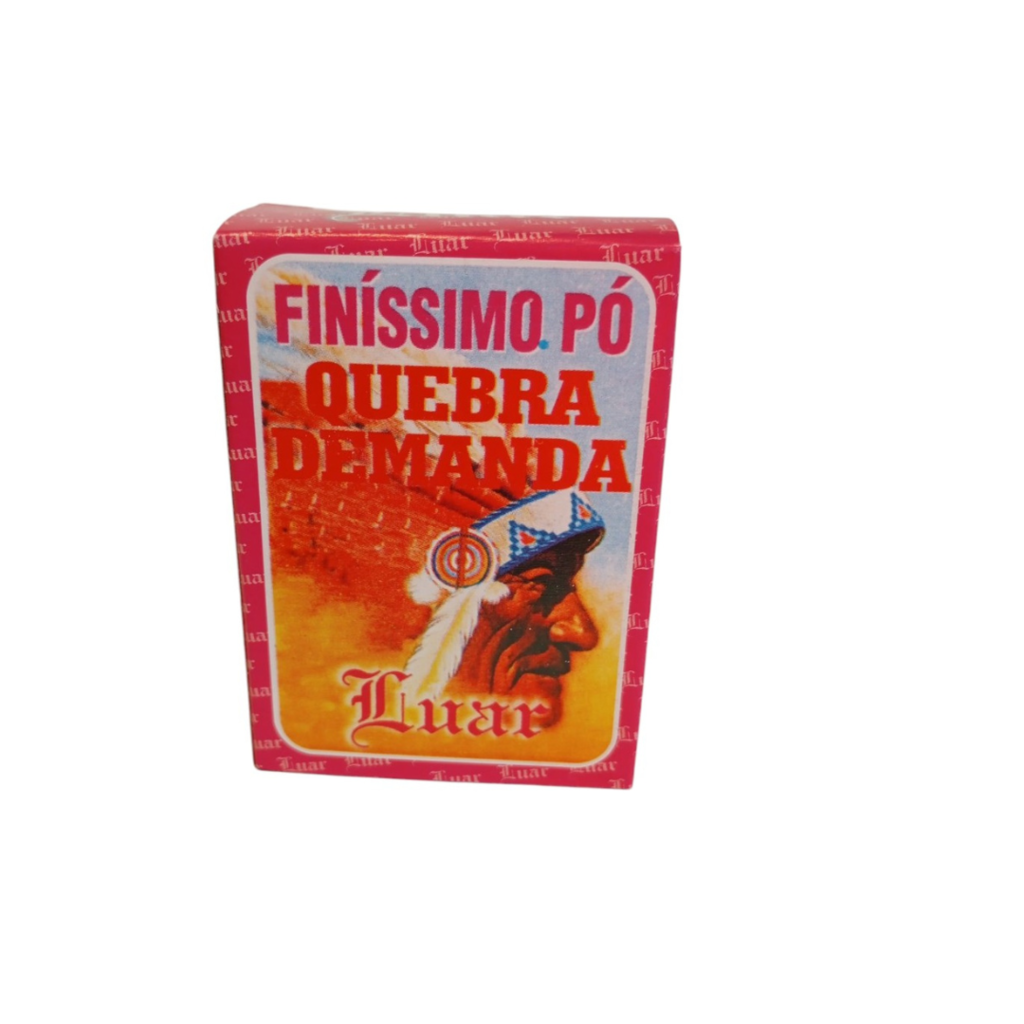 FINÍSSIMO PÓ
QUEBRA
DEMANDA
Luar